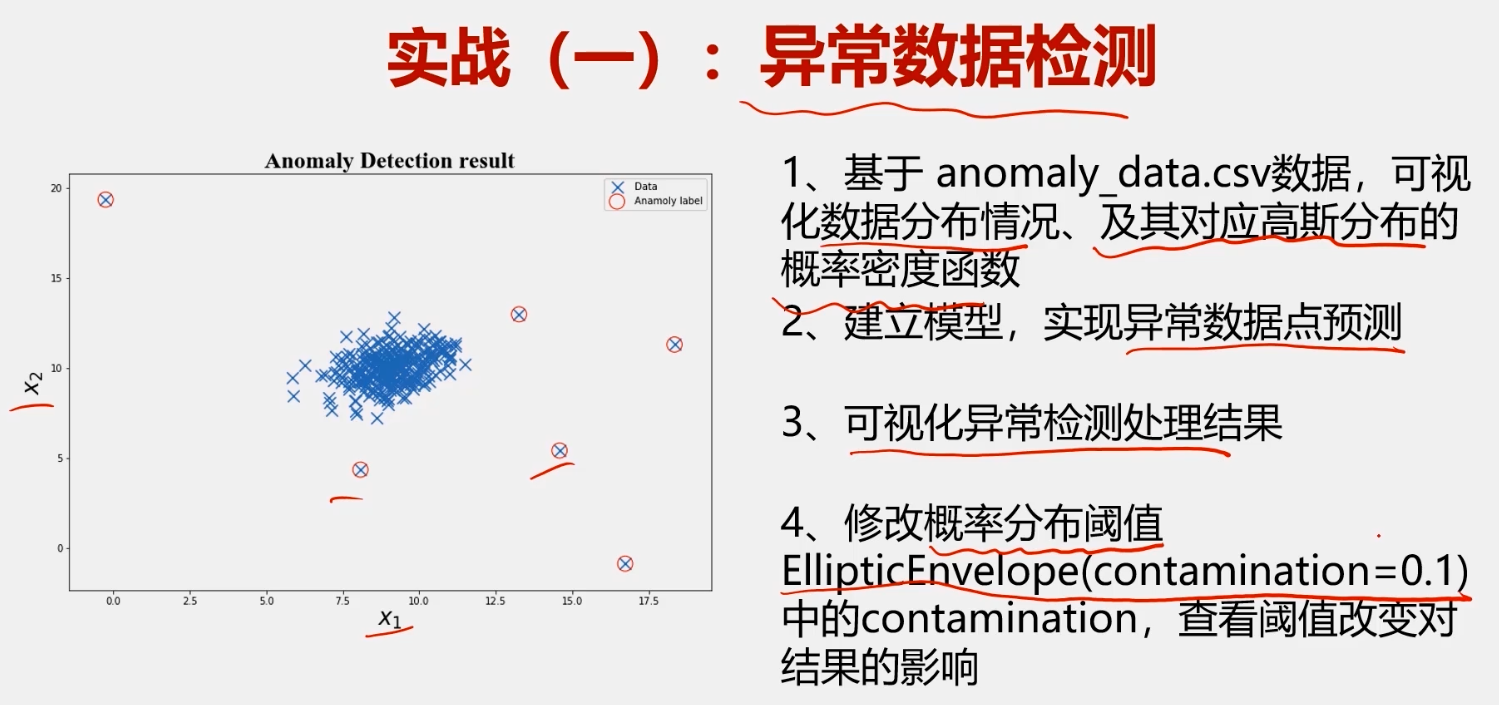 实战（一）：异常数据检测
Anomaly Detection result
Data
Anamoly label
20
15
10
5
0
x₂
0.0 2.5 5.0 7.5 10.0 12.5 15.0 17.5
x₁
1、基于 anomaly_data.csv数据，可视
化数据分布情况、及其对应高斯分布的
概率密度函数
2、建立模型，实现异常数据点预测
3、可视化异常检测处理结果
4、修改概率分布阈值
EllipticEnvelope(contamination=0.1)
中的contamination，查看阈值改变对
结果的影响